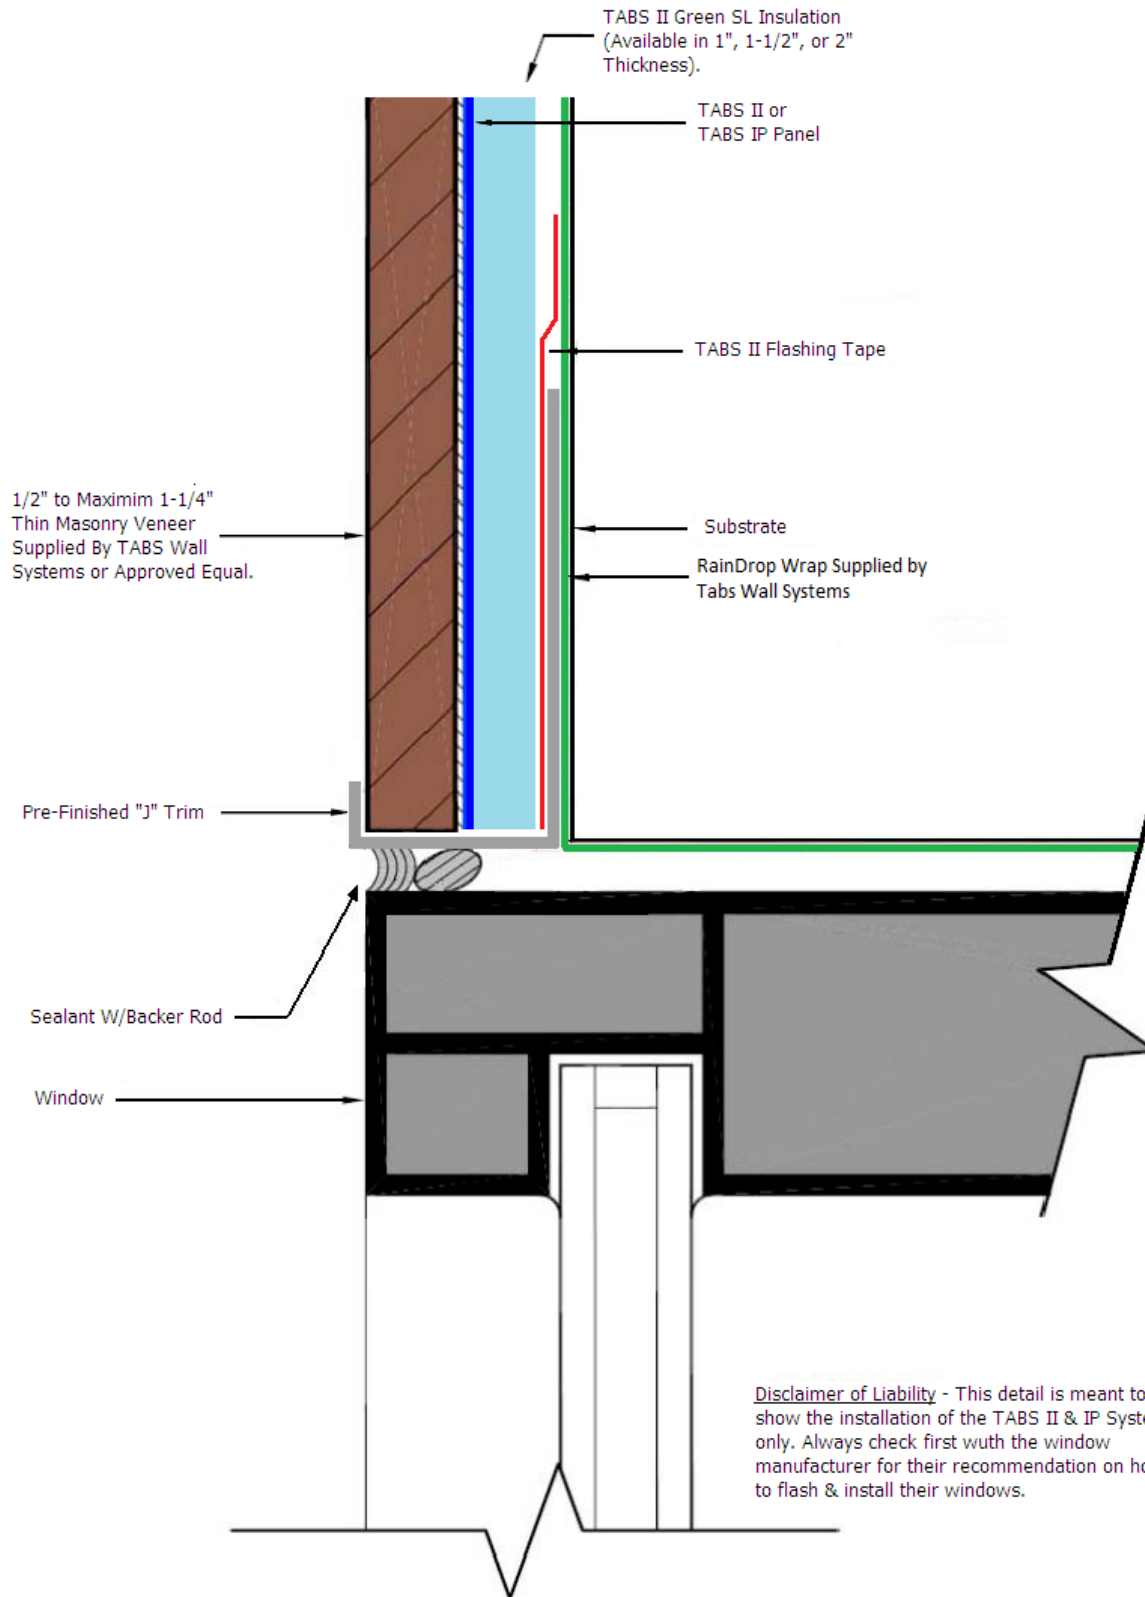 TABS II Green SL Insulation
(Available in 1", 1-1/2", or 2"
Thickness).
TABS II or
TABS IP Panel
TABS II Flashing Tape
1/2" to Maximim 1-1/4"
Thin Masonry Veneer
Supplied By TABS Wall
Systems or Approved Equal.
Substrate
RainDrop Wrap Supplied by
Tabs Wall Systems
Pre-Finished "J" Trim
Sealant W/Backer Rod
Window
Disclaimer of Liability - This detail is meant to
show the installation of the TABS II & IP Syste
only. Always check first wuth the window
manufacturer for their recommendation on ho
to flash & install their windows.